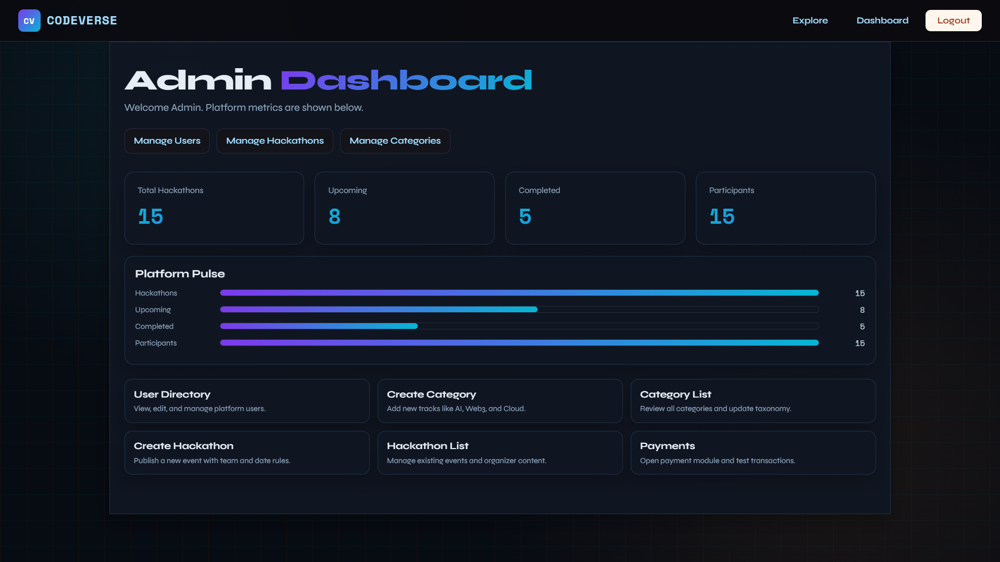 CV CODEVERSE
Explore Dashboard Logout
Admin Dashboard
Welcome Admin. Platform metrics are shown below.
Manage Users Manage Hackathons Manage Categories
Total Hackathons
15
Upcoming
8
Completed
5
Participants
15
Platform Pulse
Hackathons 15
Upcoming 8
Completed 5
Participants 15
User Directory
View, edit, and manage platform users.
Create Category
Add new tracks like AI, Web3, and Cloud.
Category List
Review all categories and update taxonomy.
Create Hackathon
Publish a new event with team and date rules.
Hackathon List
Manage existing events and organizer content.
Payments
Open payment module and test transactions.